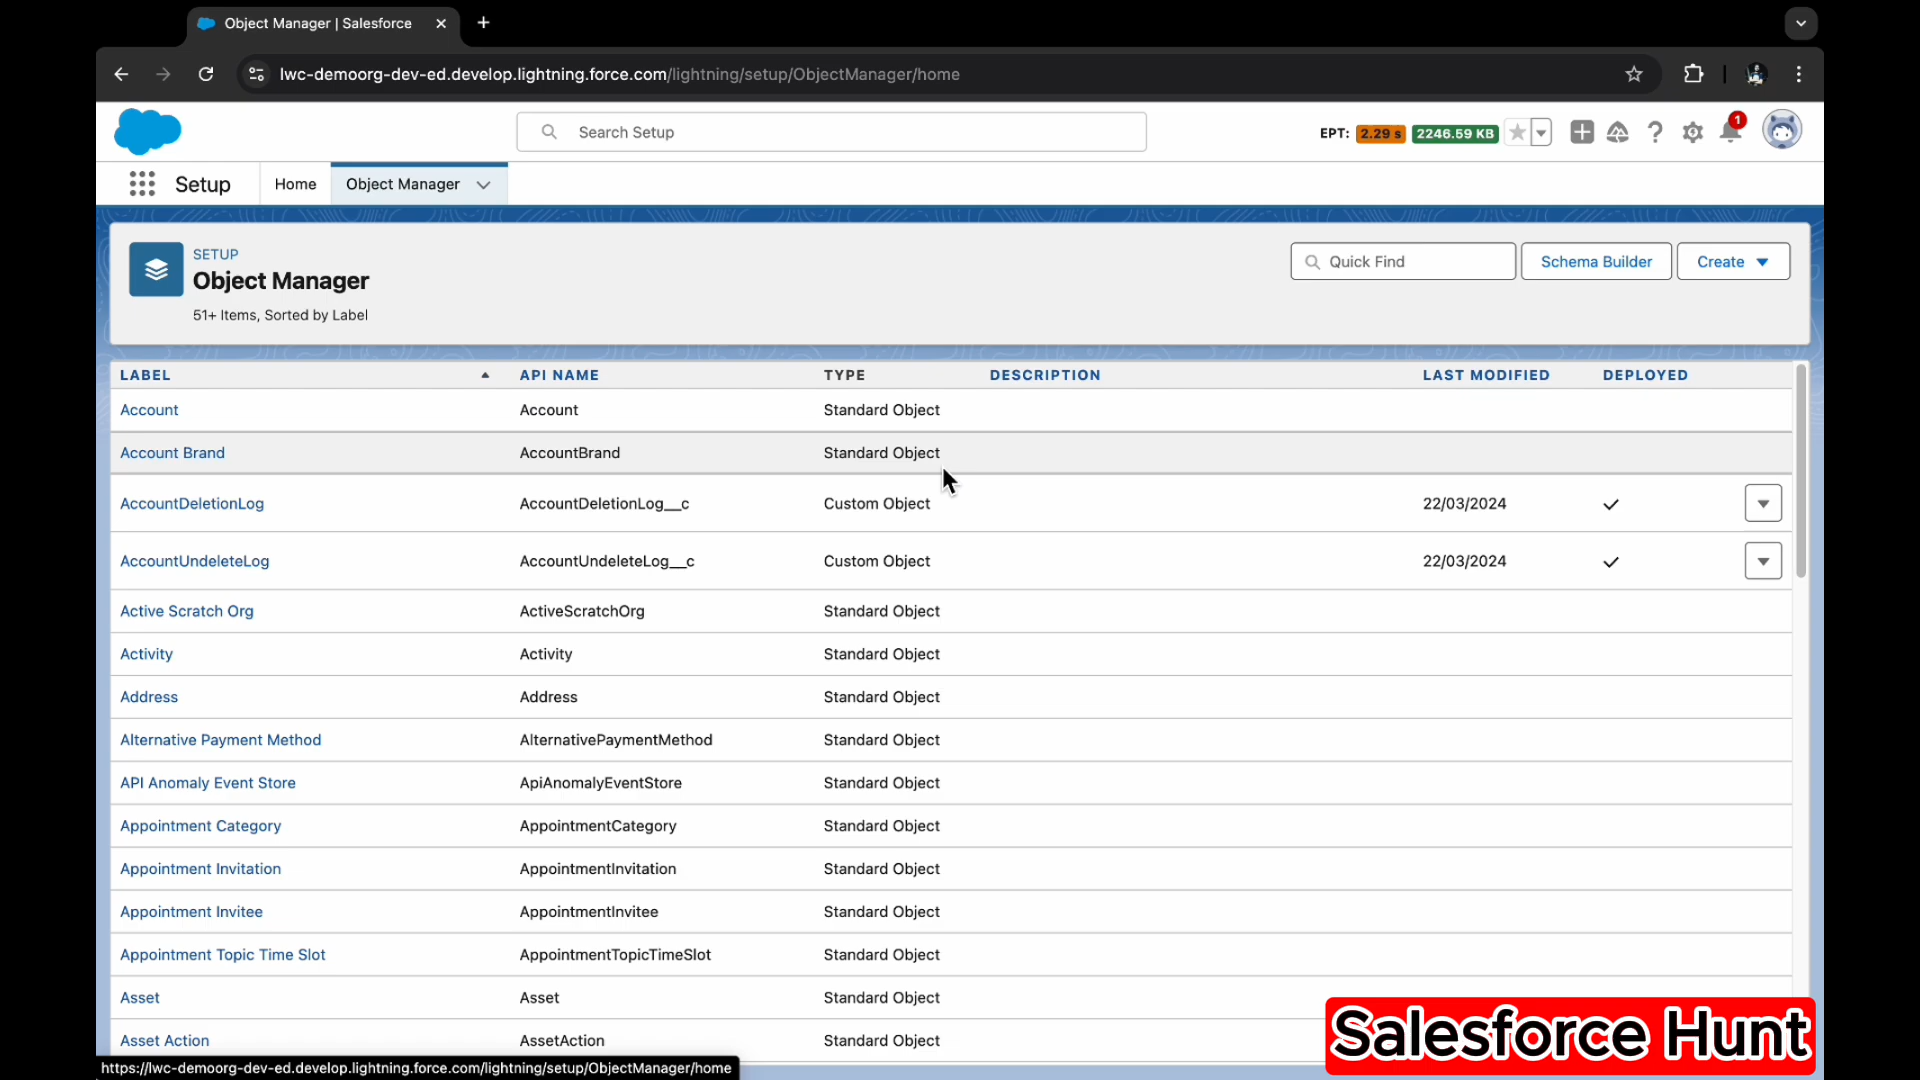 Object Manager | Salesforce
lwc-demoorg-dev-ed.develop.lightning.force.com/lightning/setup/ObjectManager/home
Search Setup
EPT: 2.29 s 2246.59 KB
1
Setup Home Object Manager
SETUP
Object Manager
51+ Items, Sorted by Label
Quick Find Schema Builder Create
LABEL API NAME TYPE DESCRIPTION LAST MODIFIED DEPLOYED
Account Account Standard Object
Account Brand AccountBrand Standard Object
AccountDeletionLog AccountDeletionLog__c Custom Object 22/03/2024
AccountUndeleteLog AccountUndeleteLog__c Custom Object 22/03/2024
Active Scratch Org ActiveScratchOrg Standard Object
Activity Activity Standard Object
Address Address Standard Object
Alternative Payment Method AlternativePaymentMethod Standard Object
API Anomaly Event Store ApiAnomalyEventStore Standard Object
Appointment Category AppointmentCategory Standard Object
Appointment Invitation AppointmentInvitation Standard Object
Appointment Invitee AppointmentInvitee Standard Object
Appointment Topic Time Slot AppointmentTopicTimeSlot Standard Object
Asset Asset Standard Object
Asset Action AssetAction Standard Object
Salesforce Hunt
https://lwc-demoorg-dev-ed.develop.lightning.force.com/lightning/setup/ObjectManager/home